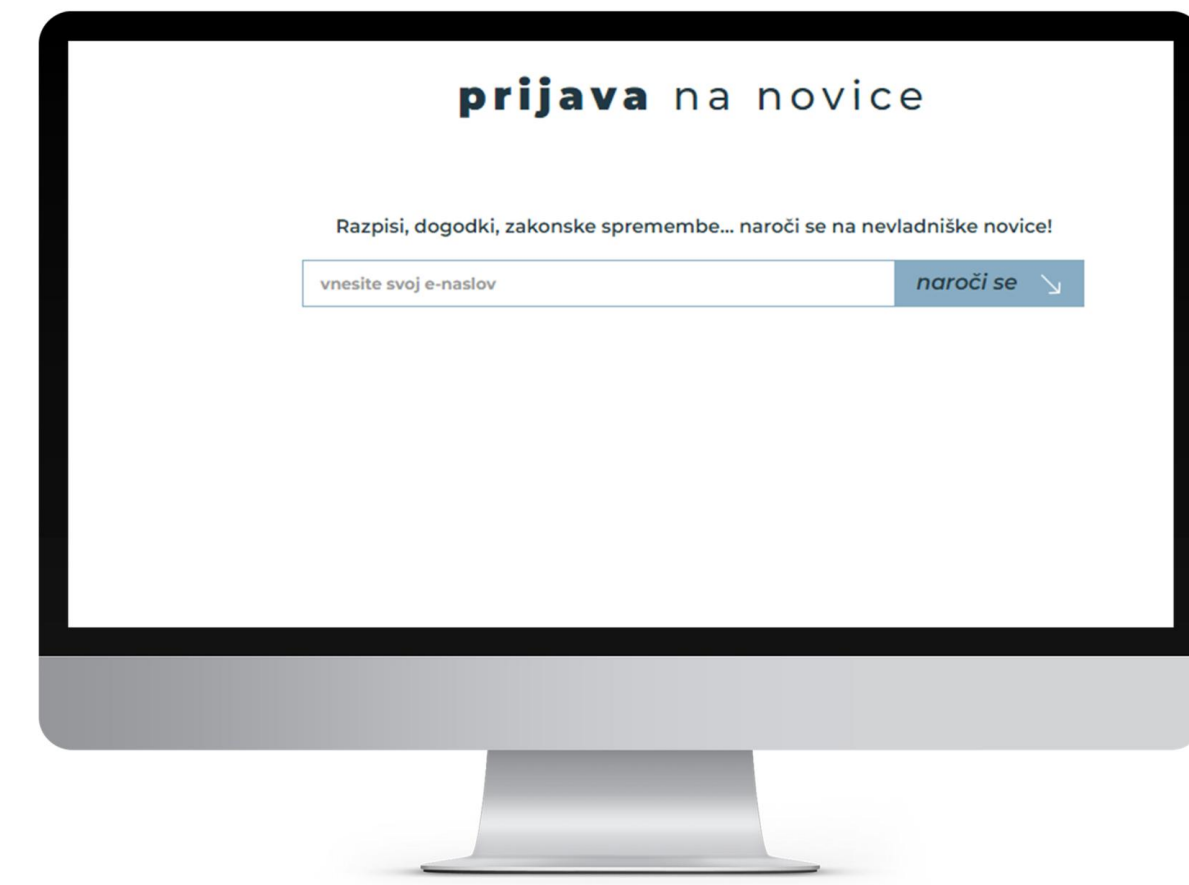 prijava na novice
Razpisi, dogodki, zakonske spremembe... naroči se na nevladniške novice!
vnesite svoj e-naslov
naroči se